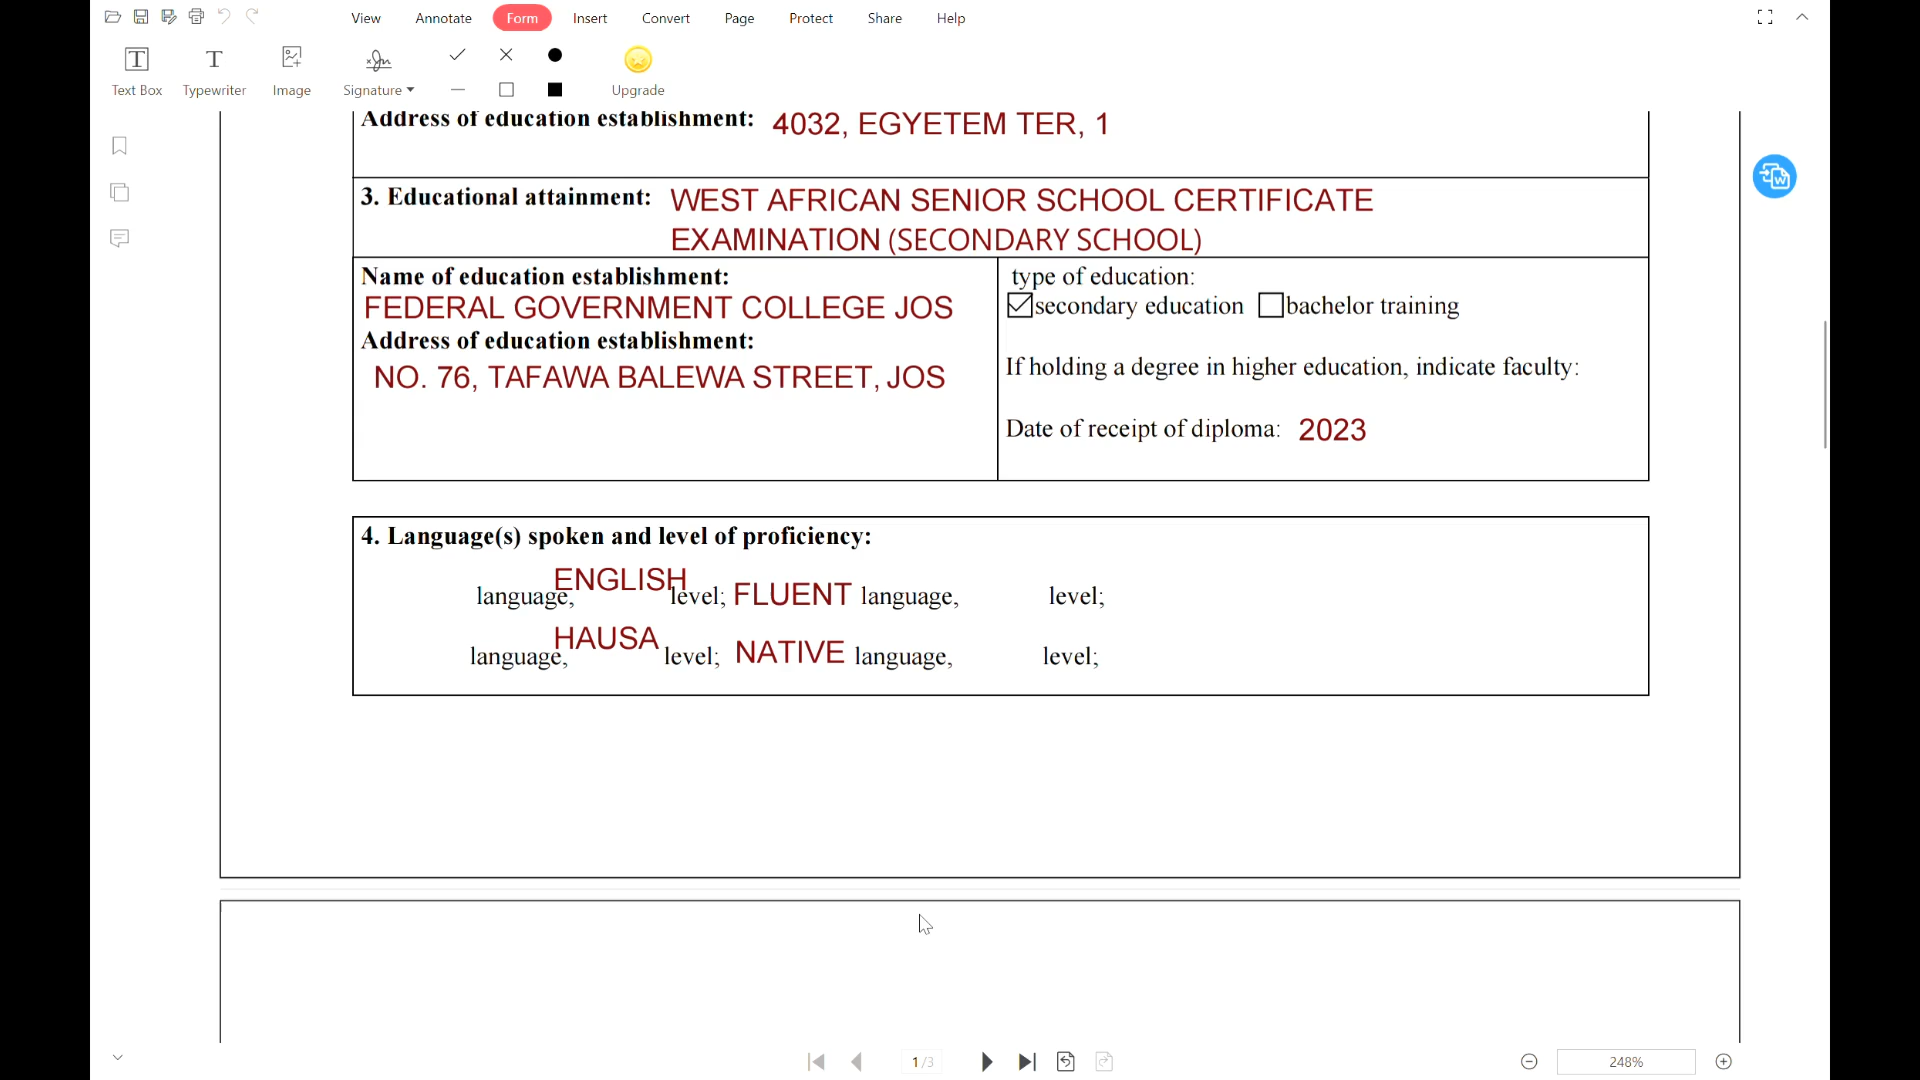 View Annotate Form Insert Convert Page Protect Share Help
Text Box Typewriter Image Signature Upgrade
Address of education establishment: 4032, EGYETEM TER, 1
3. Educational attainment: WEST AFRICAN SENIOR SCHOOL CERTIFICATE
EXAMINATION (SECONDARY SCHOOL)
Name of education establishment:
FEDERAL GOVERNMENT COLLEGE JOS
Address of education establishment:
NO. 76, TAFAWA BALEWA STREET, JOS
type of education:
secondary education bachelor training
If holding a degree in higher education, indicate faculty:
Date of receipt of diploma: 2023
4. Language(s) spoken and level of proficiency:
language, ENGLISH level; FLUENT language, level;
language, HAUSA level; NATIVE language, level;
1 /3
248%